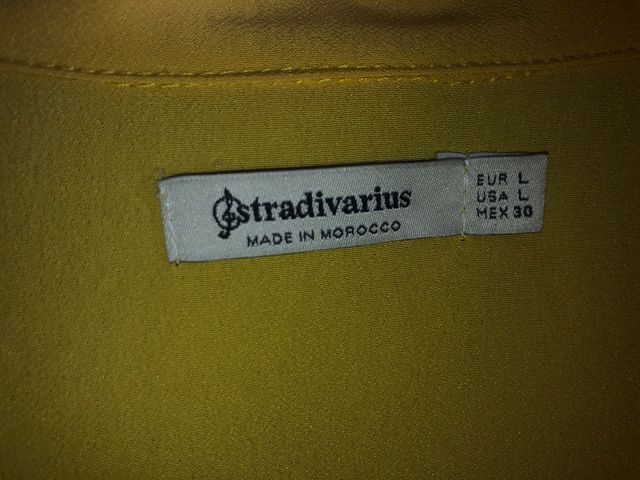 stradivarius
MADE IN MOROCCO
EUR L
USA L
MEX 30